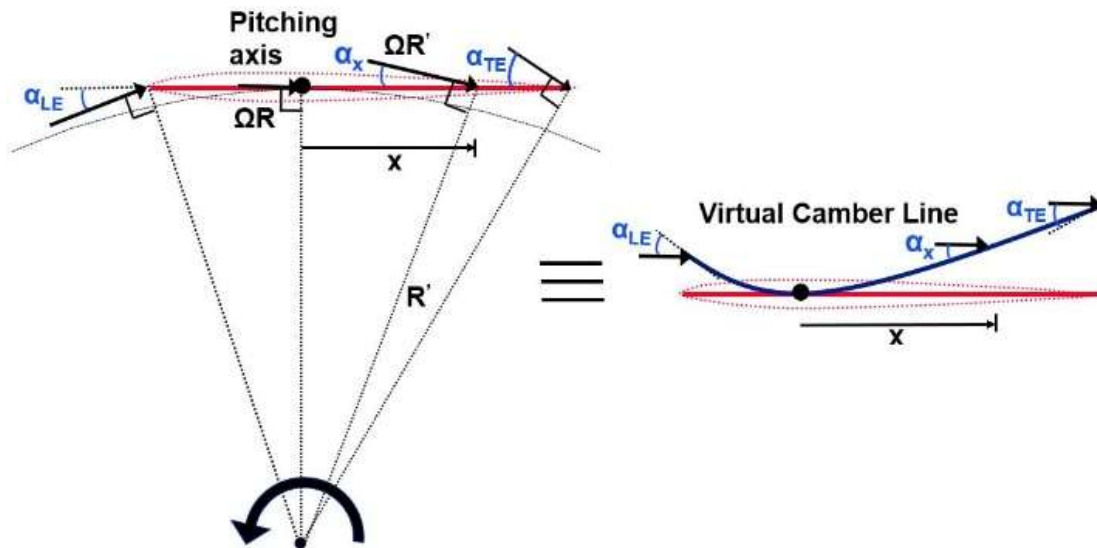 Pitching
axis
α_LE
ΩR
α_x
ΩR'
α_TE
x
R'
Virtual Camber Line
α_LE
α_x
α_TE
x